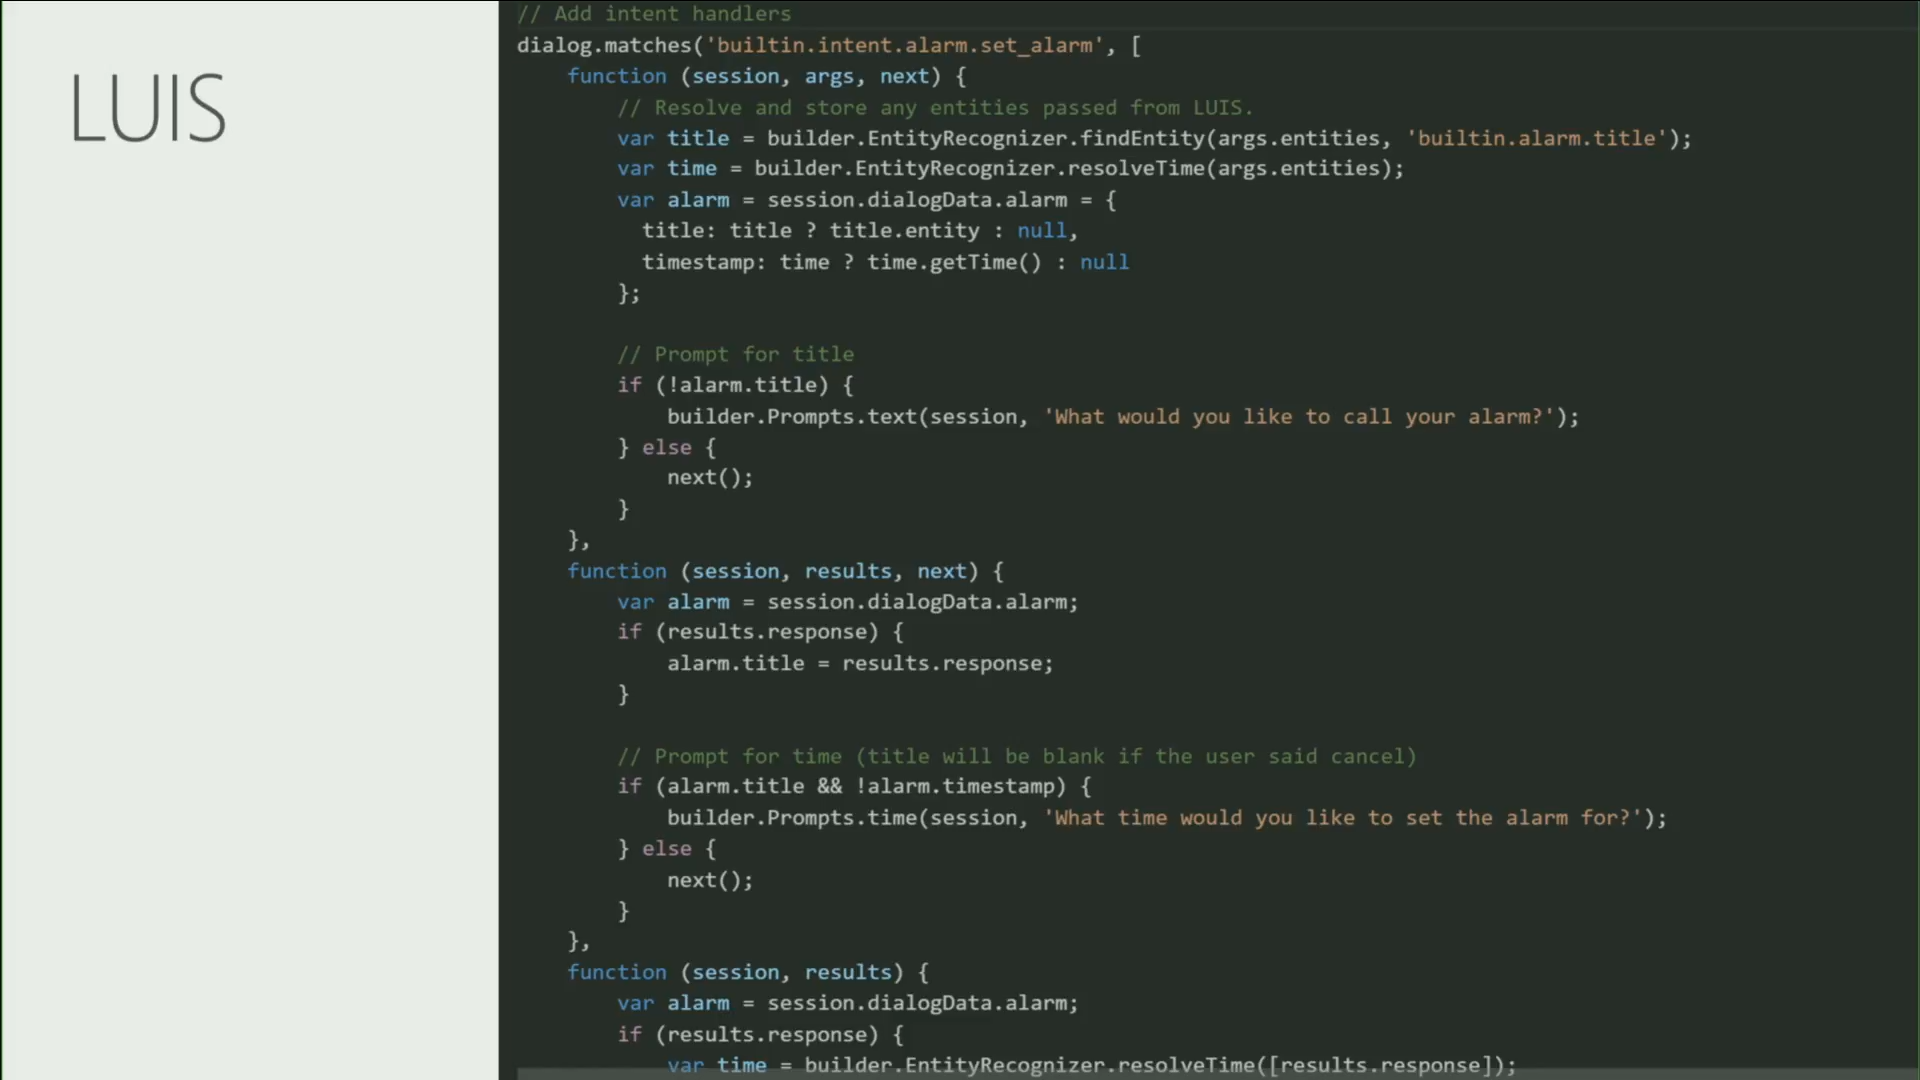 LUIS
// Add intent handlers
dialog.matches('builtin.intent.alarm.set_alarm', [
    function (session, args, next) {
        // Resolve and store any entities passed from LUIS.
        var title = builder.EntityRecognizer.findEntity(args.entities, 'builtin.alarm.title');
        var time = builder.EntityRecognizer.resolveTime(args.entities);
        var alarm = session.dialogData.alarm = {
          title: title ? title.entity : null,
          timestamp: time ? time.getTime() : null
        };
        // Prompt for title
        if (!alarm.title) {
            builder.Prompts.text(session, 'What would you like to call your alarm?');
        } else {
            next();
        }
    },
    function (session, results, next) {
        var alarm = session.dialogData.alarm;
        if (results.response) {
            alarm.title = results.response;
        }
        // Prompt for time (title will be blank if the user said cancel)
        if (alarm.title && !alarm.timestamp) {
            builder.Prompts.time(session, 'What time would you like to set the alarm for?');
        } else {
            next();
        }
    },
    function (session, results) {
        var alarm = session.dialogData.alarm;
        if (results.response) {
            var time = builder.EntityRecognizer.resolveTime([results.response]);